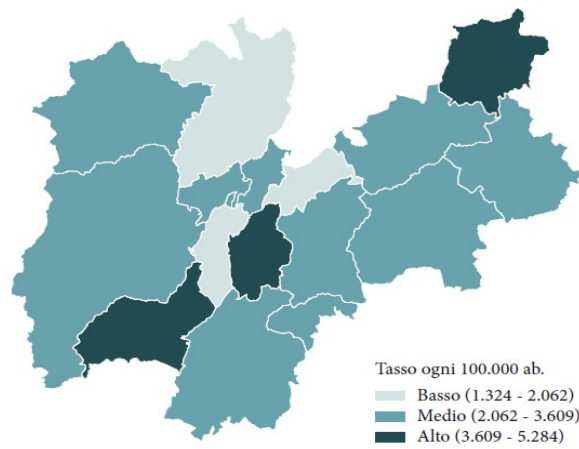 Tasso ogni 100.000 ab.
Basso (1.324 - 2.062)
Medio (2.062 - 3.609)
Alto (3.609 - 5.284)